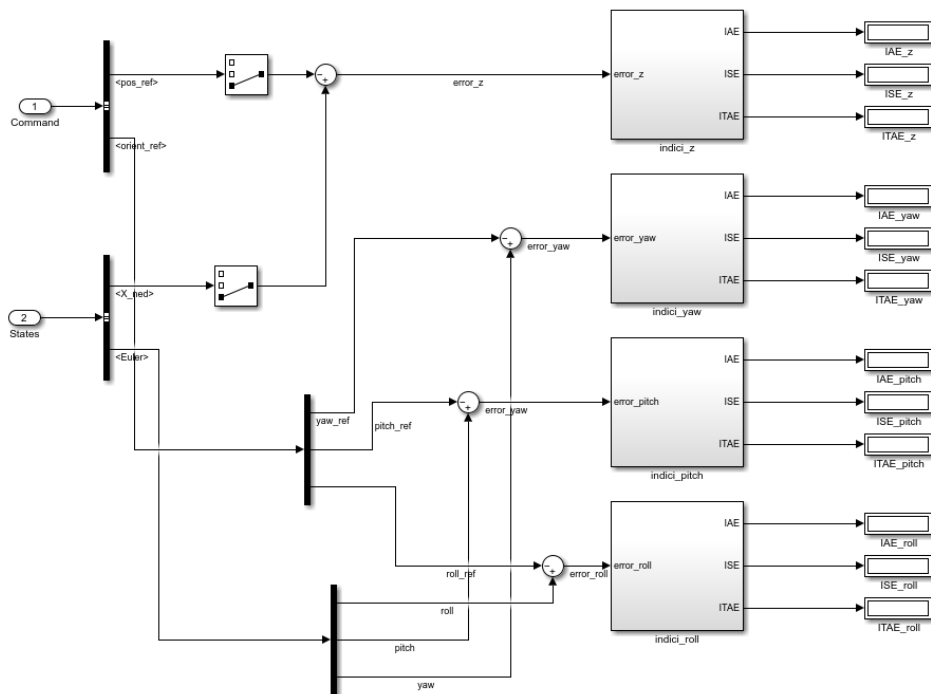 IAE
IAE_z
<pos_ref>
error_z
error_z
ISE
ISE_z
1
Command
ITAE
ITAE_z
<orient_ref>
indici_z
IAE
IAE_yaw
error_yaw
error_yaw
ISE
ISE_yaw
<X_ned>
ITAE
ITAE_yaw
2
States
indici_yaw
<Euler>
IAE
IAE_pitch
error_yaw
error_pitch
ISE
ISE_pitch
yaw_ref
pitch_ref
ITAE
ITAE_pitch
indici_pitch
IAE
IAE_roll
roll_ref
error_roll
error_roll
ISE
ISE_roll
roll
ITAE
ITAE_roll
indici_roll
pitch
yaw